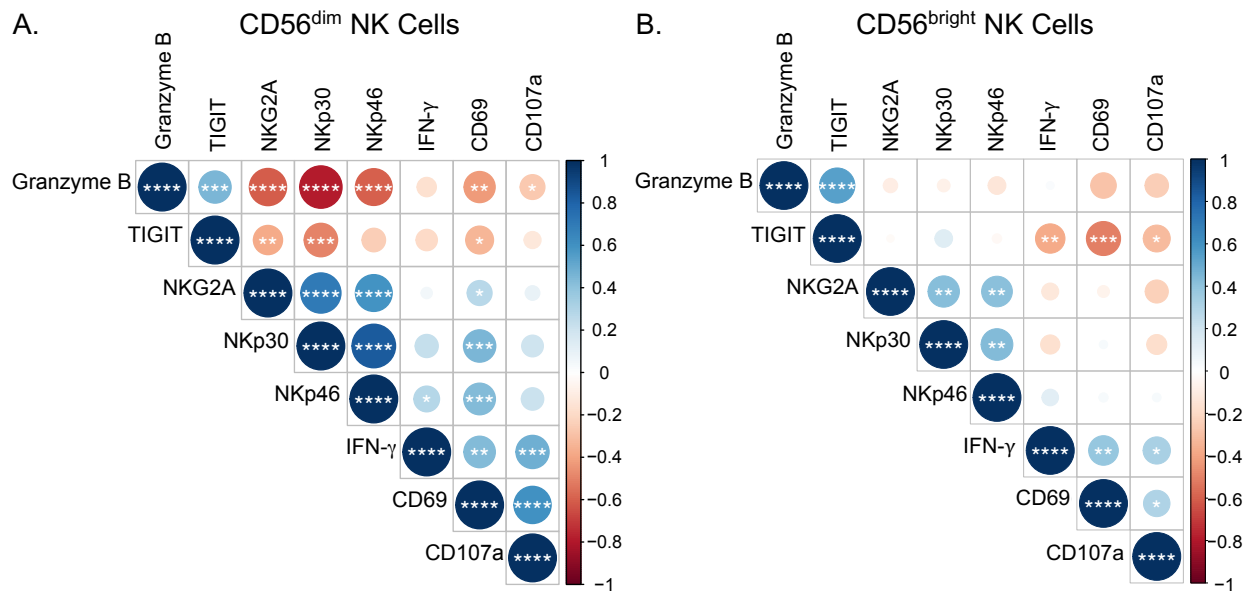 A. CD56dim NK Cells
Granzyme B TIGIT NKG2A NKp30 NKp46 IFN-γ CD69 CD107a
Granzyme B **** *** **** **** **** ** *
TIGIT **** ** *** *
NKG2A **** **** **** *
NKp30 **** **** ***
NKp46 **** * ***
IFN-γ **** ** ***
CD69 **** ****
CD107a ****
1
0.8
0.6
0.4
0.2
0
−0.2
−0.4
−0.6
−0.8
−1
B. CD56bright NK Cells
Granzyme B TIGIT NKG2A NKp30 NKp46 IFN-γ CD69 CD107a
Granzyme B **** ****
TIGIT **** ** *** *
NKG2A **** ** **
NKp30 **** **
NKp46 ****
IFN-γ **** ** *
CD69 **** *
CD107a ****
1
0.8
0.6
0.4
0.2
0
−0.2
−0.4
−0.6
−0.8
−1